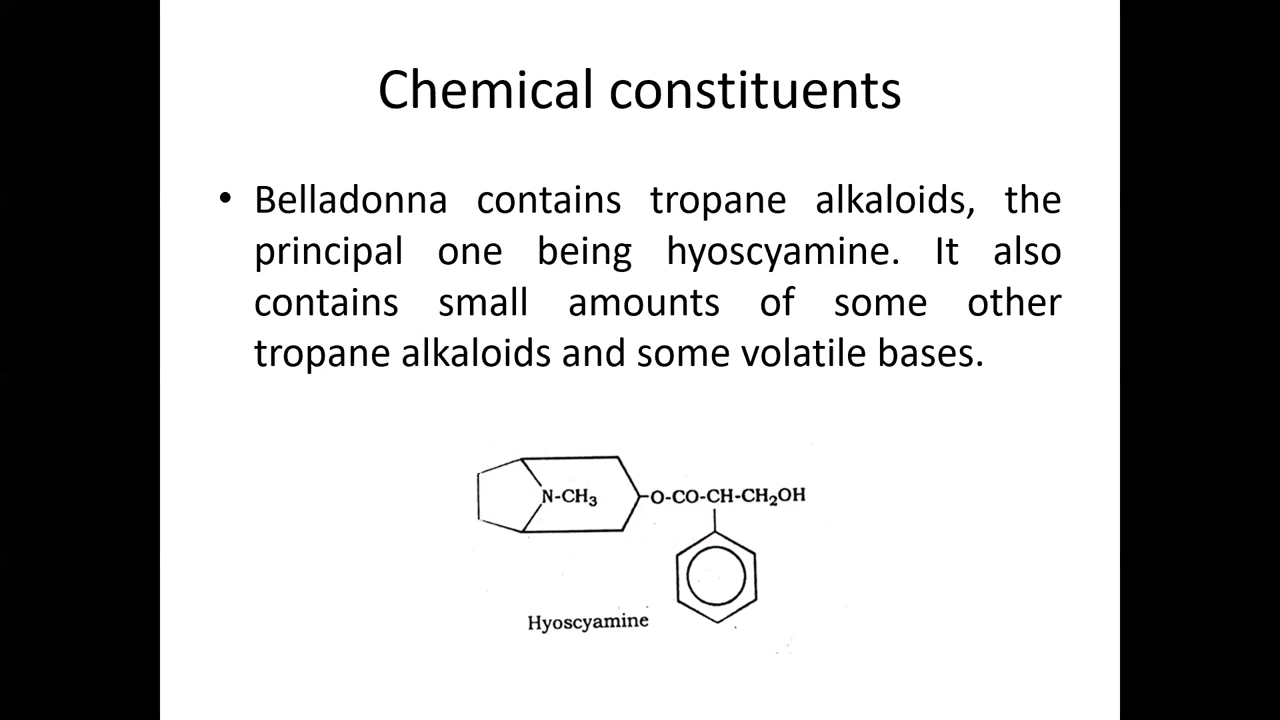 Chemical constituents
• Belladonna contains tropane alkaloids, the
principal one being hyoscyamine. It also
contains small amounts of some other
tropane alkaloids and some volatile bases.
N-CH₃ -O-CO-CH-CH₂OH
Hyoscyamine